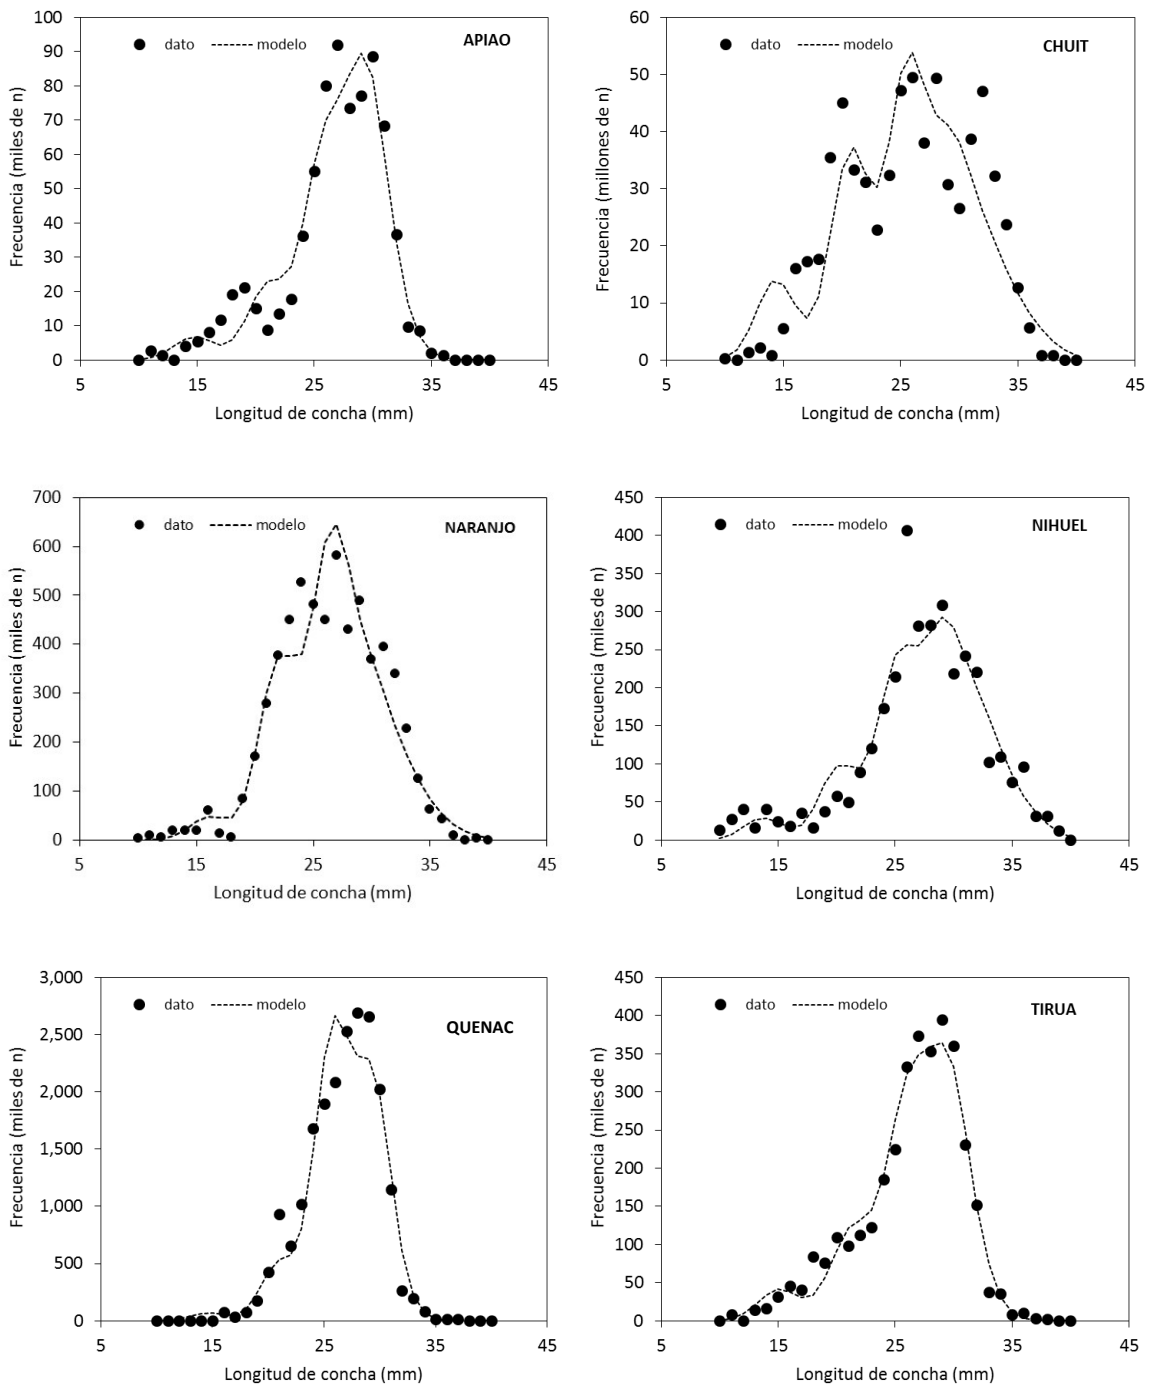 100
90
80
70
60
50
40
30
20
10
0
5 15 25 35 45
Frecuencia (miles de n)
Longitud de concha (mm)
dato modelo
APIAO
60
50
40
30
20
10
0
5 15 25 35 45
Frecuencia (millones de n)
Longitud de concha (mm)
dato modelo
CHUIT
700
600
500
400
300
200
100
0
5 15 25 35 45
Frecuencia (miles de n)
Longitud de concha (mm)
dato modelo
NARANJO
450
400
350
300
250
200
150
100
50
0
5 15 25 35 45
Frecuencia (miles de n)
Longitud de concha (mm)
dato modelo
NIHUEL
3,000
2,500
2,000
1,500
1,000
500
0
5 15 25 35 45
Frecuencia (miles de n)
Longitud de concha (mm)
dato modelo
QUENAC
450
400
350
300
250
200
150
100
50
0
5 15 25 35 45
Frecuencia (miles de n)
Longitud de concha (mm)
dato modelo
TIRUA